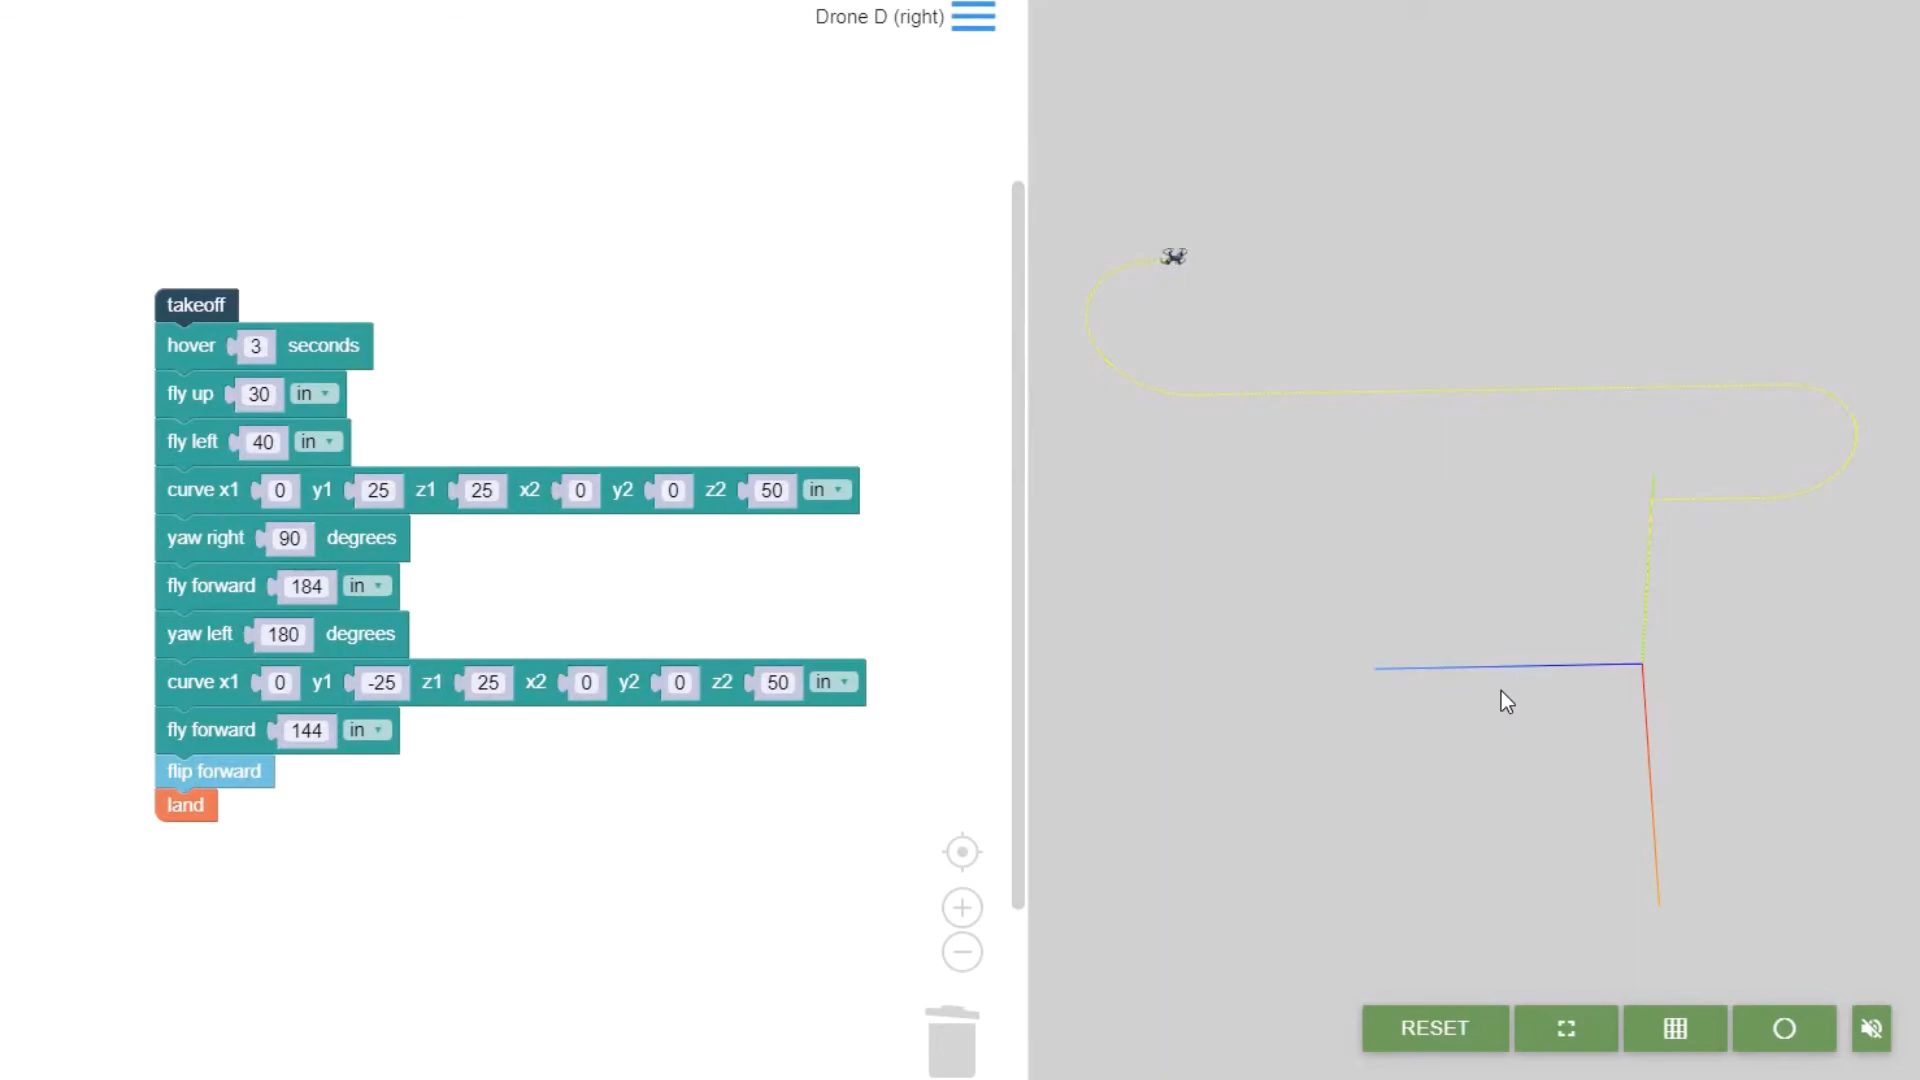 Drone D (right)
takeoff
hover 3 seconds
fly up 30 in
fly left 40 in
curve x1 0 y1 25 z1 25 x2 0 y2 0 z2 50 in
yaw right 90 degrees
fly forward 184 in
yaw left 180 degrees
curve x1 0 y1 -25 z1 25 x2 0 y2 0 z2 50 in
fly forward 144 in
flip forward
land
RESET